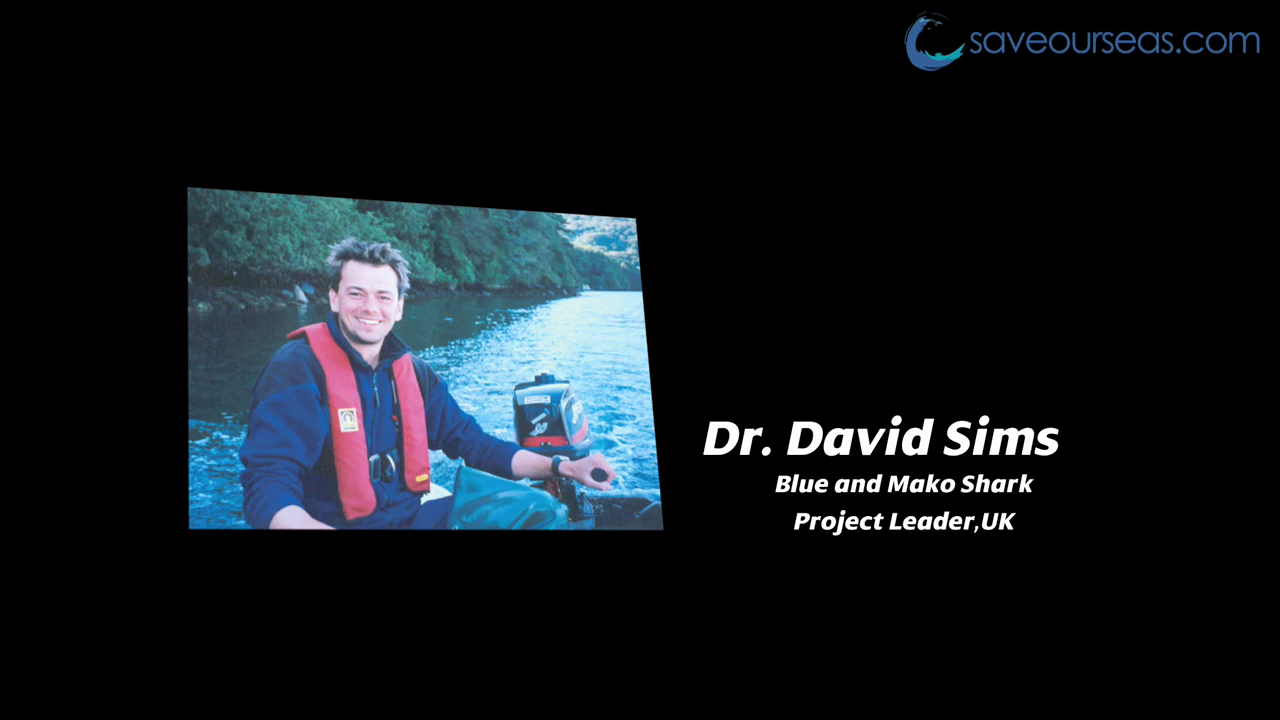 saveourseas.com
Dr. David Sims
Blue and Mako Shark
Project Leader,UK